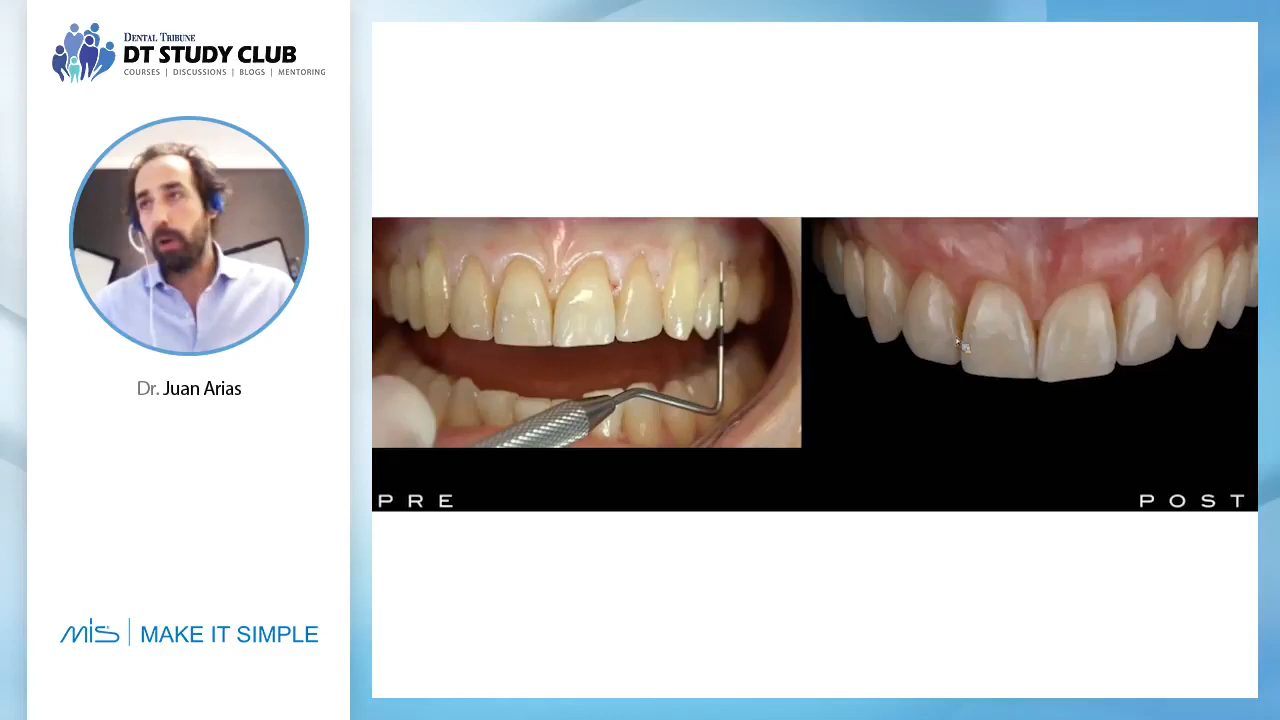 DENTAL TRIBUNE
DT STUDY CLUB
COURSES | DISCUSSIONS | BLOGS | MENTORING
Dr. Juan Arias
MIS | MAKE IT SIMPLE
PRE
POST